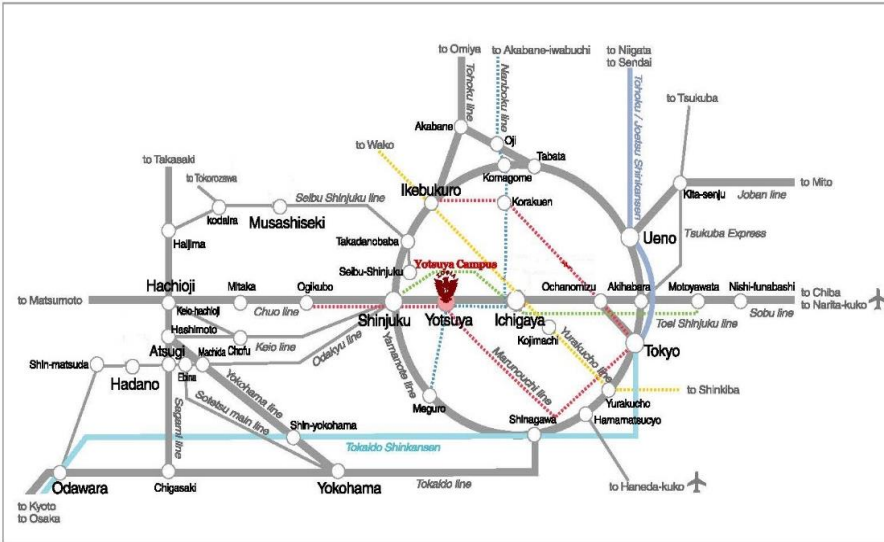 to Omiya
to Akabane-iwabuchi
to Niigata
to Sendai
Tohoku line
Nanboku line
Tohoku / Joetsu Shinkansen
to Tsukuba
Akabane
Oji
to Wako
Tabata
Komagome
to Takasaki
to Tokorozawa
Ikebukuro
Korakuen
Kita-senju
to Mito
Joban line
Seibu Shinjuku line
kodaira
Musashiseki
Haijima
Takadanobaba
Ueno
Tsukuba Express
Yotsuya Campus
Seibu-Shinjuku
Hachioji
Mitaka
Ogikubo
Ochanomizu
Akihabara
Motoyawata
Nishi-funabashi
to Matsumoto
Chuo line
Keio-hachioji
Shinjuku
Yotsuya
Ichigaya
to Chiba
to Narita-kuko
Sobu line
Toei Shinjuku line
Kojimachi
Hashimoto
Chofu
Keio line
Odakyu line
Yamanote line
Marunouchi line
Yurakucho line
Tokyo
Atsugi
Machida
Shin-matsuda
Hadano
Ebina
Yokohama line
Sotetsu main line
Sagami line
Meguro
Yurakucho
to Shinkiba
Shinagawa
Hamamatsucyo
Shin-yokohama
Tokaido Shinkansen
to Haneda-kuko
Odawara
Chigasaki
Yokohama
Tokaido line
to Kyoto
to Osaka